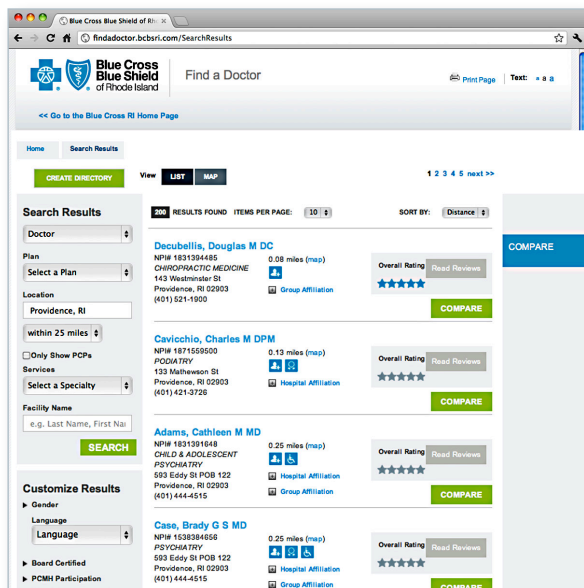 Blue Cross Blue Shield of Rh
findadoctor.bcbsri.com/SearchResults
Blue Cross
Blue Shield
of Rhode Island
Find a Doctor
Print Page
Text: a a a
<< Go to the Blue Cross RI Home Page
Home Search Results
CREATE DIRECTORY
View LIST MAP
1 2 3 4 5 next >>
Search Results
Doctor
Plan
Select a Plan
Location
Providence, RI
within 25 miles
Only Show PCPs
Services
Select a Specialty
Facility Name
e.g. Last Name, First Nar
SEARCH
Customize Results
Gender
Language
Language
Board Certified
PCMH Participation
200 RESULTS FOUND ITEMS PER PAGE: 10 SORT BY: Distance
Decubellis, Douglas M DC
NPI# 1831394485
CHIROPRACTIC MEDICINE
143 Westminster St
Providence, RI 02903
(401) 521-1900
0.08 miles (map)
Group Affiliation
Overall Rating
Read Reviews
COMPARE
Cavicchio, Charles M DPM
NPI# 1871559500
PODIATRY
133 Mathewson St
Providence, RI 02903
(401) 421-3726
0.13 miles (map)
Hospital Affiliation
Overall Rating
Read Reviews
COMPARE
Adams, Cathleen M MD
NPI# 1831391648
CHILD & ADOLESCENT
PSYCHIATRY
593 Eddy St POB 122
Providence, RI 02903
(401) 444-4515
0.25 miles (map)
Hospital Affiliation
Group Affiliation
Overall Rating
Read Reviews
COMPARE
Case, Brady G S MD
NPI# 1538384656
PSYCHIATRY
593 Eddy St POB 122
Providence, RI 02903
(401) 444-4515
0.25 miles (map)
Hospital Affiliation
Group Affiliation
Overall Rating
Read Reviews
COMPARE
COMPARE